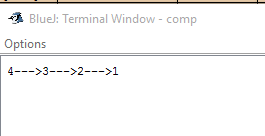 BlueJ: Terminal Window - comp
Options
4--->3--->2--->1